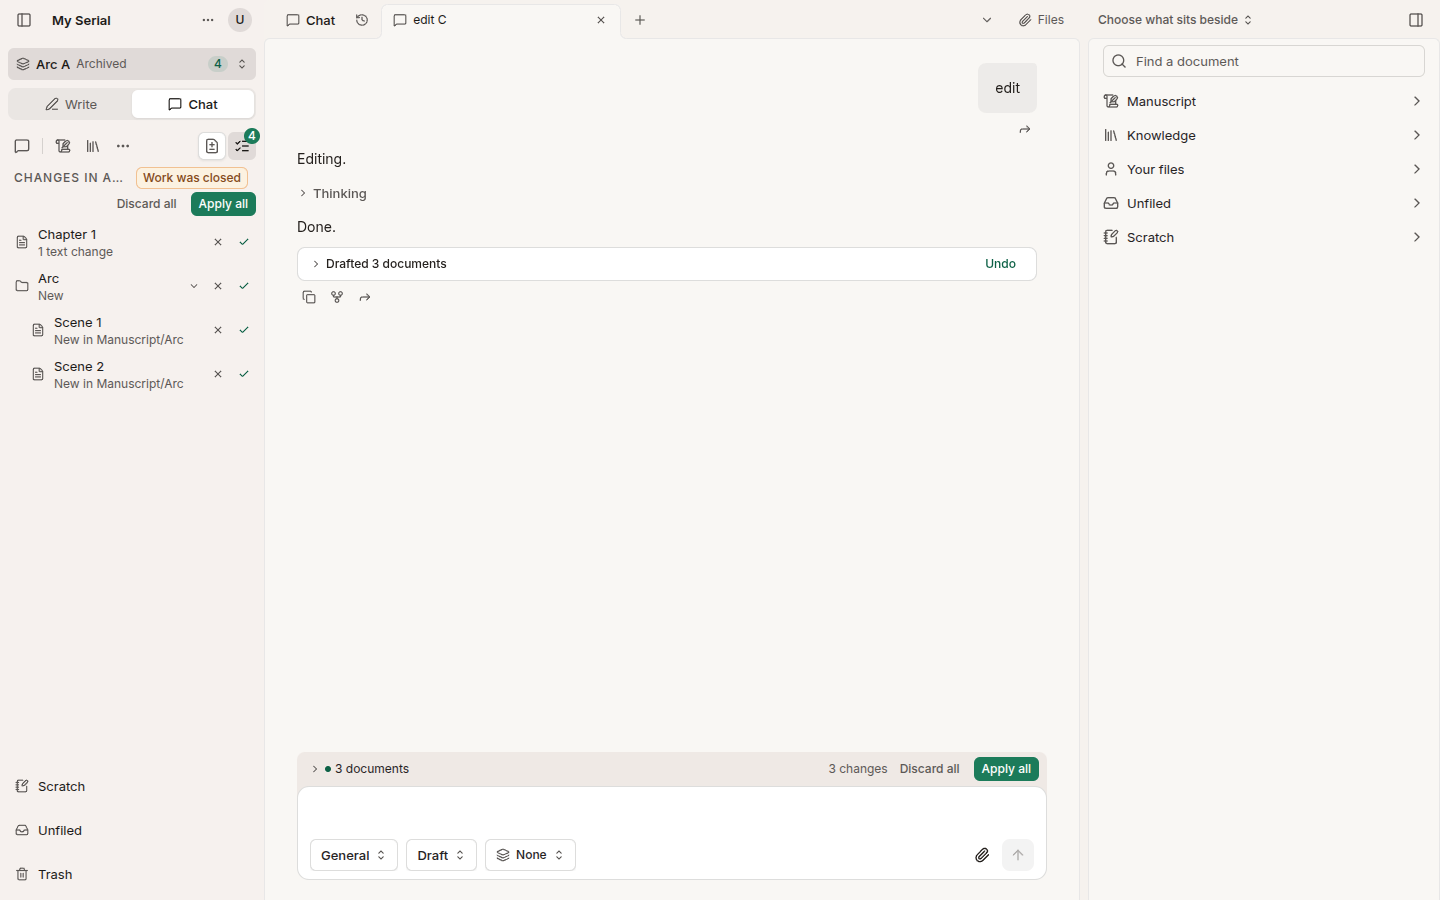 My Serial
U
Arc A Archived
4
Write
Chat
4
CHANGES IN A...
Work was closed
Discard all
Apply all
Chapter 1
1 text change
Arc
New
Scene 1
New in Manuscript/Arc
Scene 2
New in Manuscript/Arc
Scratch
Unfiled
Trash
Chat
edit C
Files
edit
Editing.
Thinking
Done.
Drafted 3 documents
Undo
3 documents
3 changes
Discard all
Apply all
General
Draft
None
Choose what sits beside
Find a document
Manuscript
Knowledge
Your files
Unfiled
Scratch